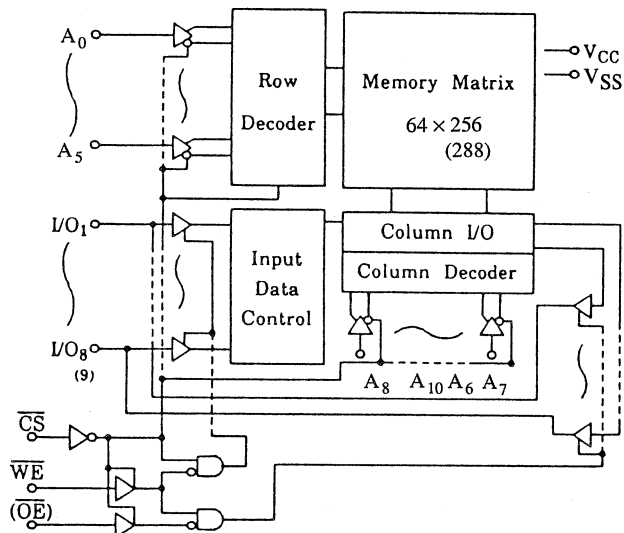 A0
VCC
VSS
Row
Decoder
Memory Matrix
64 × 256
(288)
A5
I/O1
Input
Data
Control
Column I/O
Column Decoder
I/O8
(9)
A8 A10 A6 A7
CS
WE
(OE)